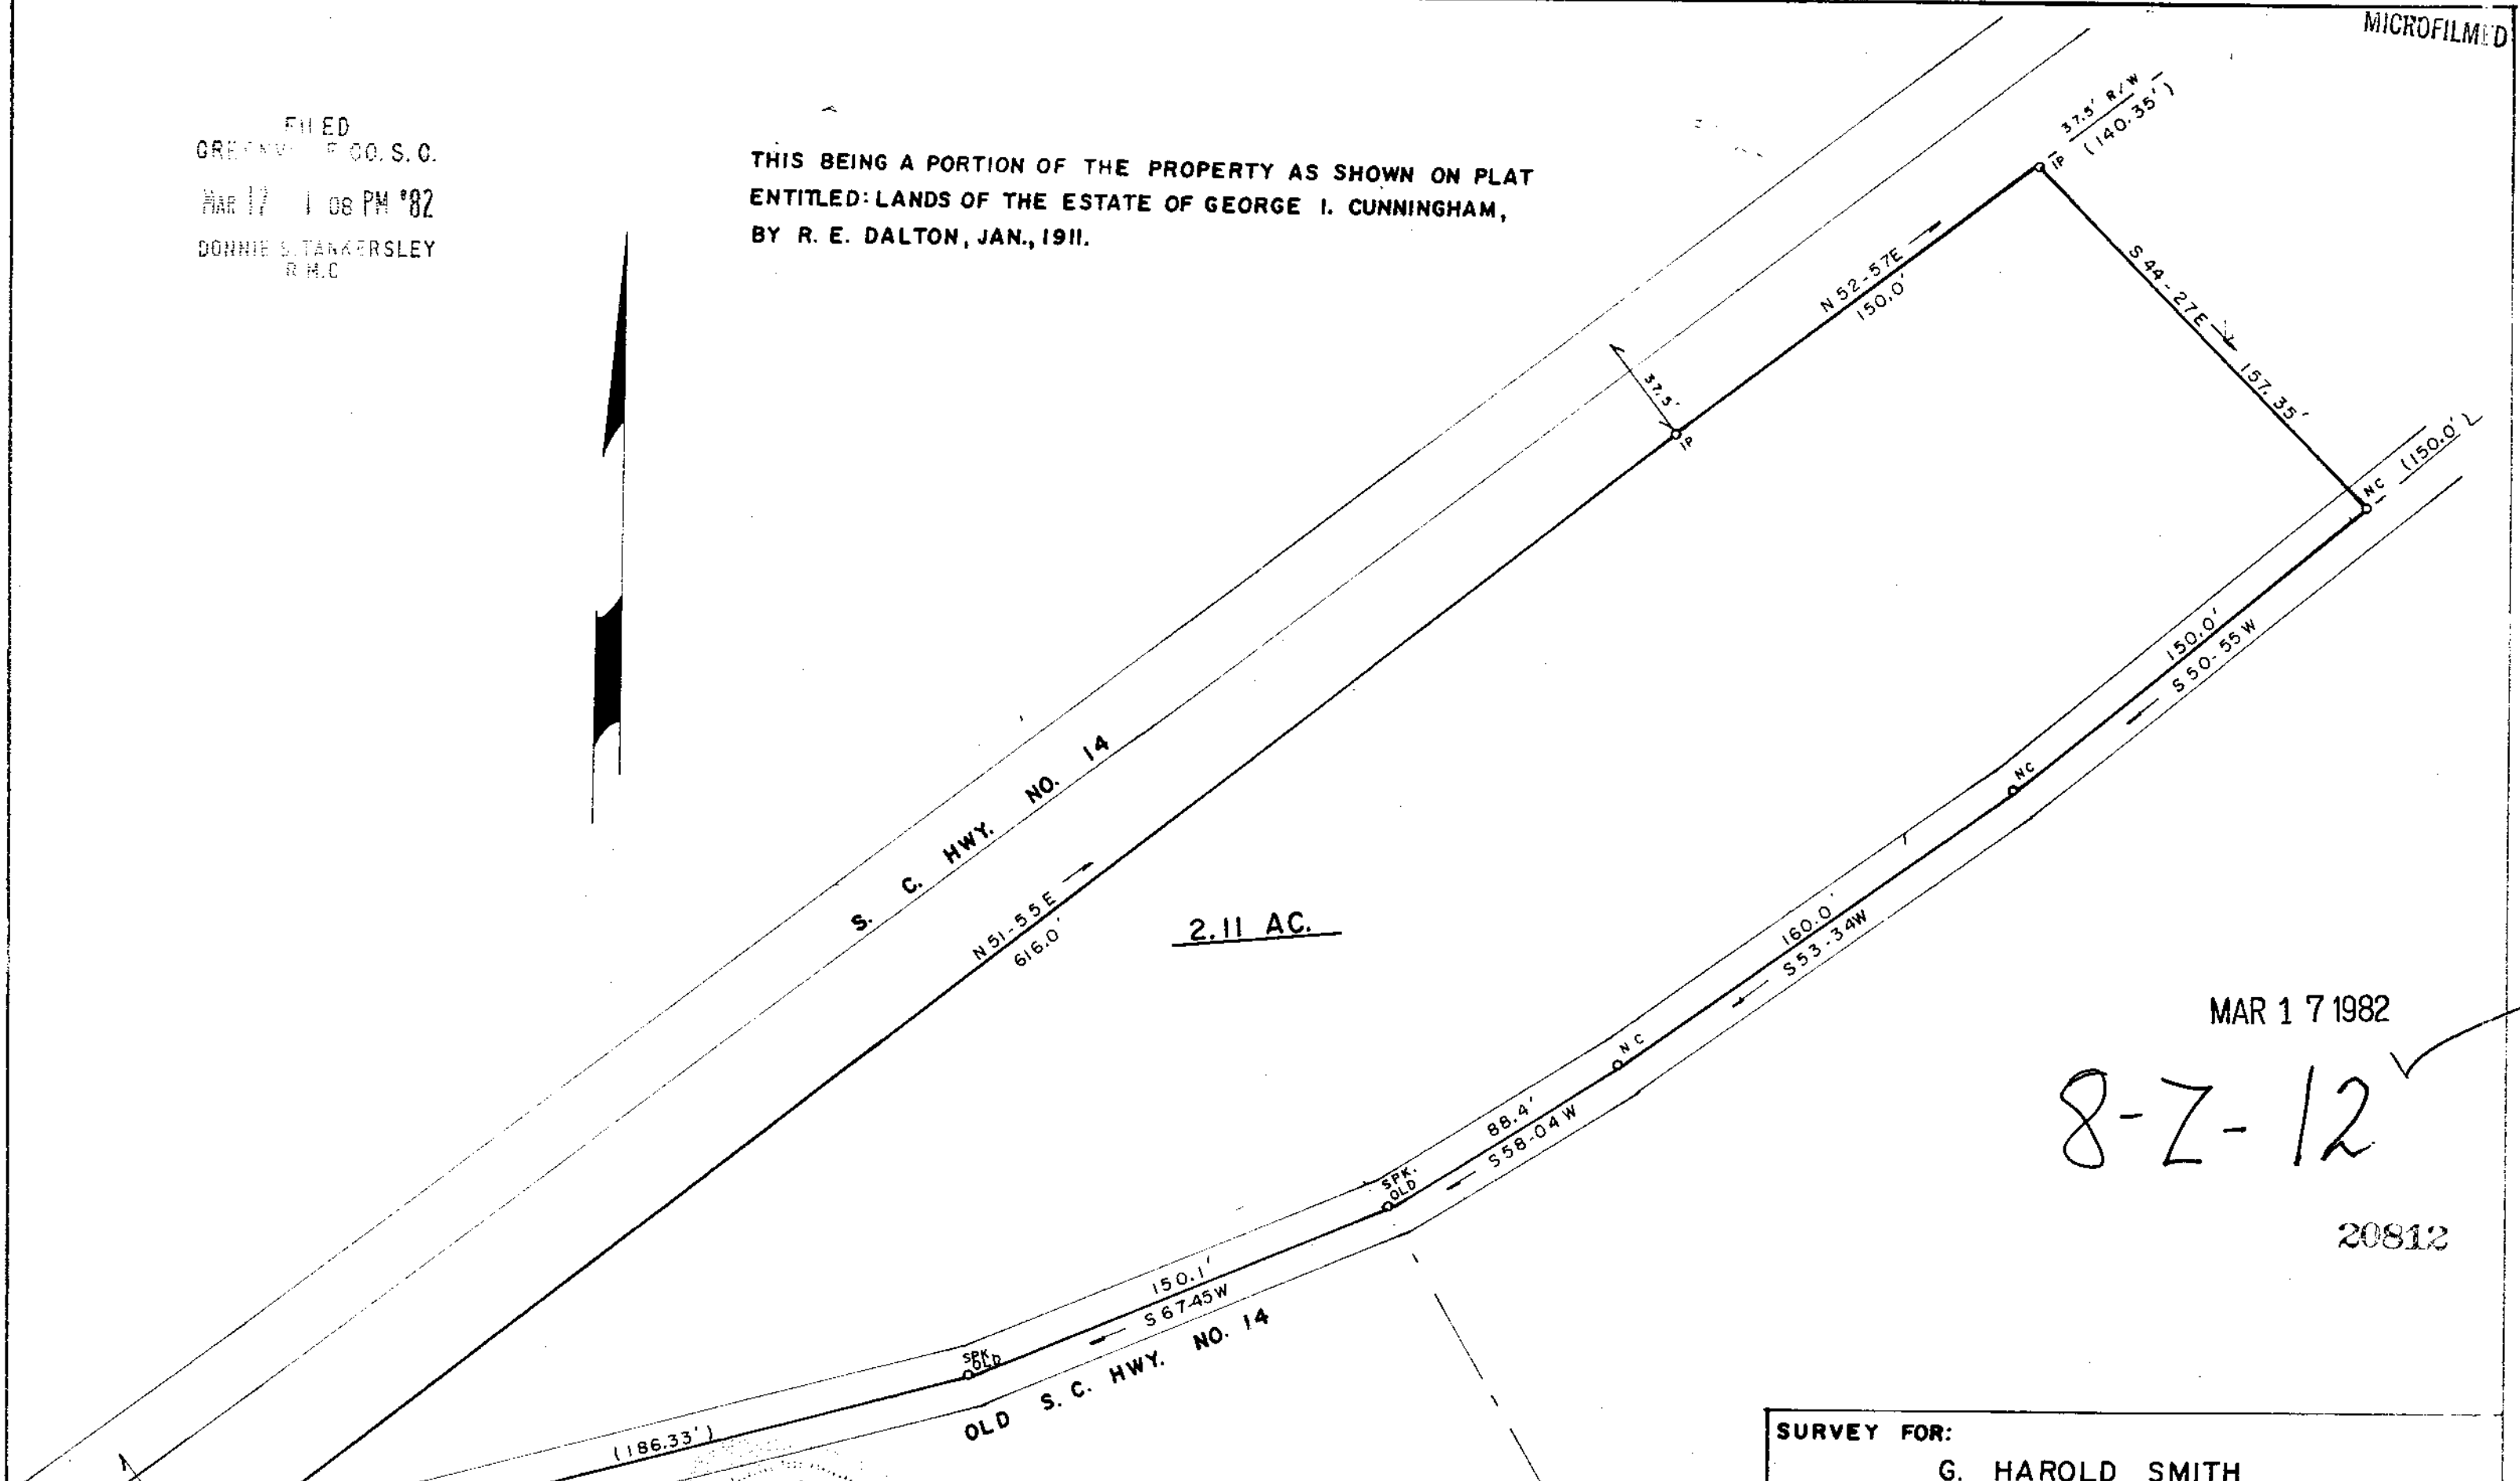 MICROFILMED
FILED
GREENVILLE CO. S. C.
MAR 17 1 08 PM '82
DONNIE S. TANKERSLEY
R.M.C
THIS BEING A PORTION OF THE PROPERTY AS SHOWN ON PLAT
ENTITLED: LANDS OF THE ESTATE OF GEORGE I. CUNNINGHAM,
BY R. E. DALTON, JAN., 1911.
37.5' R/W
(140.35')
IP
N 52-57E
150.0'
S 44-27E
157.35'
37.5'
IP
(150.0')
NC
150.0'
S 50-55 W
NC
S. C. HWY. NO. 14
N 51-55 E
616.0'
2.11 AC.
160.0'
S 53-34W
MAR 17 1982
8-Z-12
NC
88.4'
S 58-04 W
SPK.
OLD
20812
150.1'
S 67-45W
SPK.
OLD
OLD S. C. HWY. NO. 14
(186.33')
SURVEY FOR:
G. HAROLD SMITH